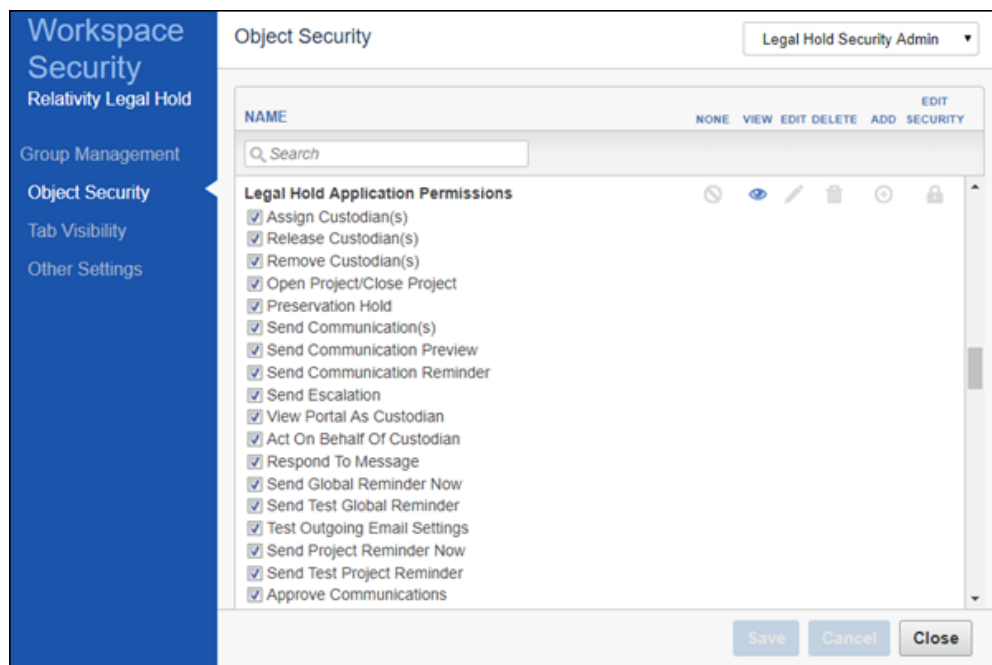 Workspace
Security
Relativity Legal Hold
Group Management
Object Security
Tab Visibility
Other Settings
Object Security
Legal Hold Security Admin
NAME
NONE VIEW EDIT DELETE ADD EDIT SECURITY
Search
Legal Hold Application Permissions
Assign Custodian(s)
Release Custodian(s)
Remove Custodian(s)
Open Project/Close Project
Preservation Hold
Send Communication(s)
Send Communication Preview
Send Communication Reminder
Send Escalation
View Portal As Custodian
Act On Behalf Of Custodian
Respond To Message
Send Global Reminder Now
Send Test Global Reminder
Test Outgoing Email Settings
Send Project Reminder Now
Send Test Project Reminder
Approve Communications
Save Cancel Close